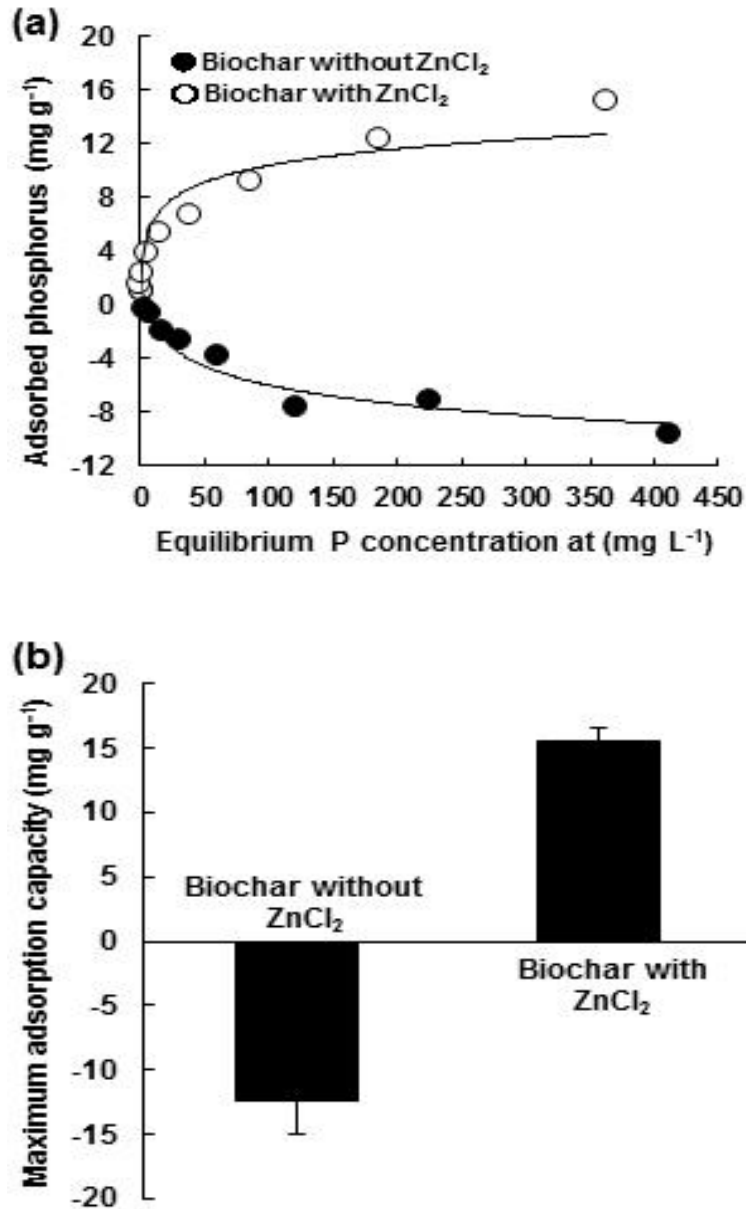 (a)
20
16
12
8
4
0
-4
-8
-12
Adsorbed phosphorus (mg g⁻¹)
Biochar without ZnCl₂
Biochar with ZnCl₂
0 50 100 150 200 250 300 350 400 450
Equilibrium P concentration at (mg L⁻¹)
(b)
20
15
10
5
0
-5
-10
-15
-20
Maximum adsorption capacity (mg g⁻¹)
Biochar without
ZnCl₂
Biochar with
ZnCl₂